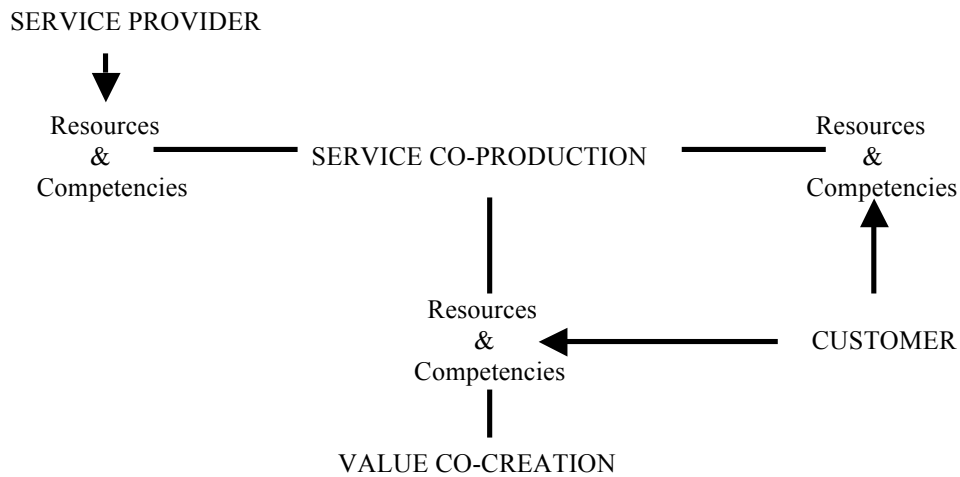 SERVICE PROVIDER
Resources
&
Competencies
SERVICE CO-PRODUCTION
Resources
&
Competencies
Resources
&
Competencies
CUSTOMER
VALUE CO-CREATION